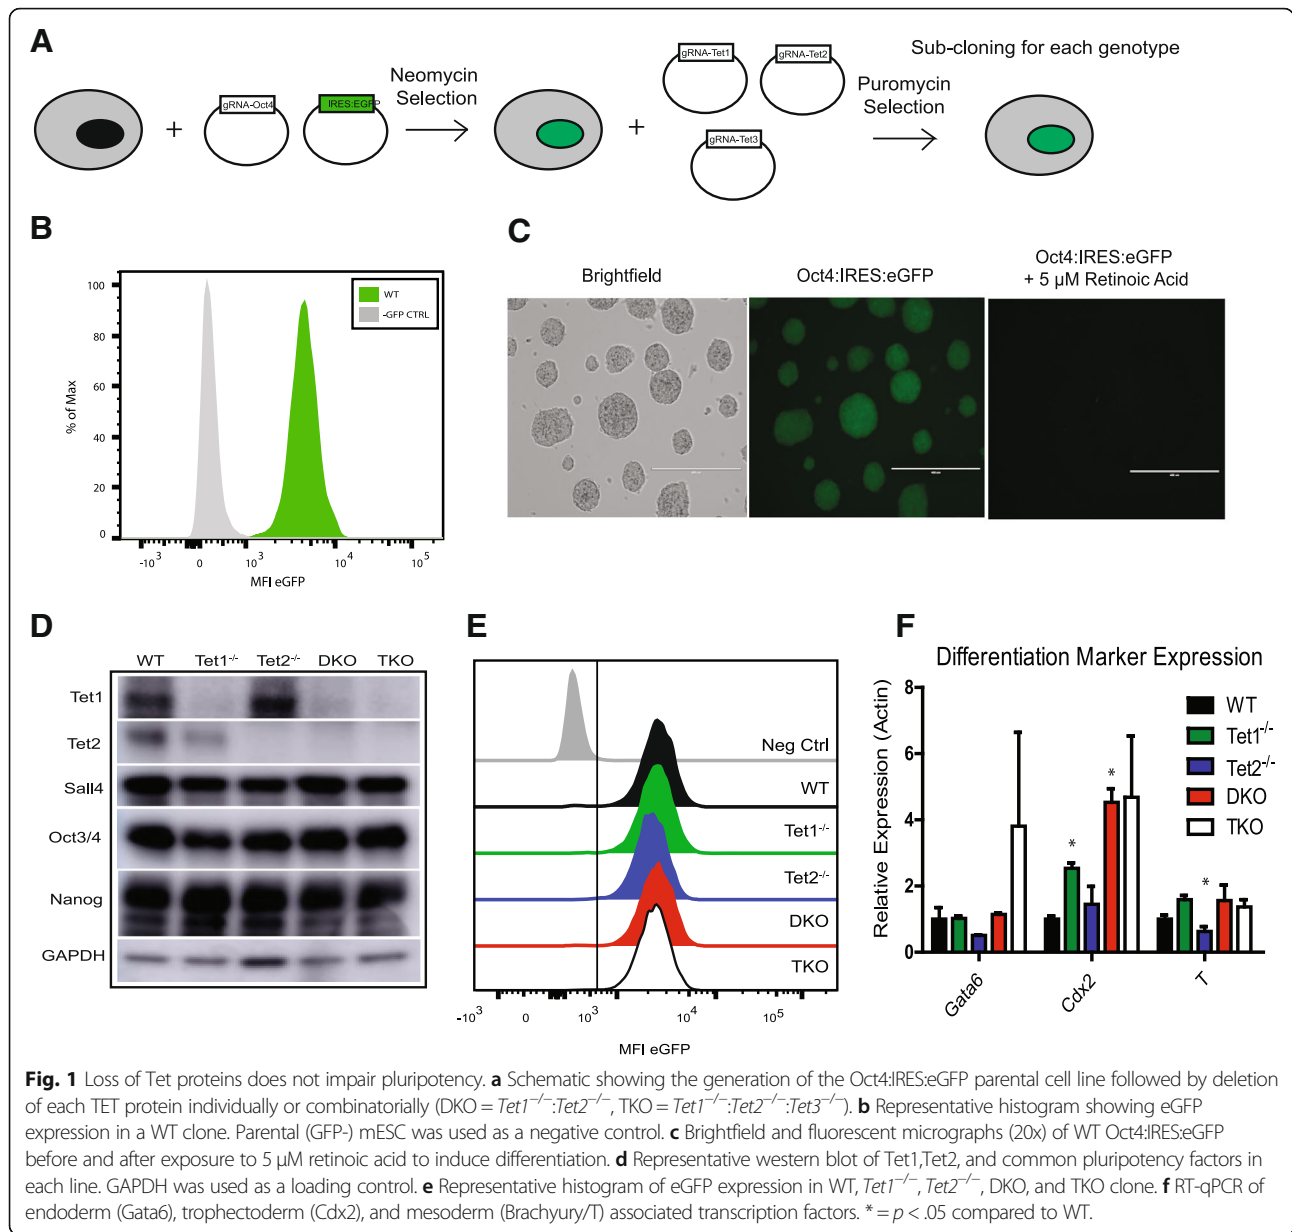 A
gRNA-Oct4
IRES:EGFP
Neomycin
Selection
gRNA-Tet1
gRNA-Tet2
gRNA-Tet3
Sub-cloning for each genotype
Puromycin
Selection
+
+
B
% of Max
100
80
60
40
20
0
WT
-GFP CTRL
-10³ 0 10³ 10⁴ 10⁵
MFI eGFP
C
Brightfield
Oct4:IRES:eGFP
Oct4:IRES:eGFP
+ 5 µM Retinoic Acid
D
WT Tet1⁻/⁻ Tet2⁻/⁻ DKO TKO
Tet1
Tet2
Sall4
Oct3/4
Nanog
GAPDH
E
Neg Ctrl
WT
Tet1⁻/⁻
Tet2⁻/⁻
DKO
TKO
-10³ 0 10³ 10⁴ 10⁵
MFI eGFP
F
Differentiation Marker Expression
Relative Expression (Actin)
8
6
4
2
0
WT
Tet1⁻/⁻
Tet2⁻/⁻
DKO
TKO
*
*
*
Gata6
Cdx2
T
Fig. 1 Loss of Tet proteins does not impair pluripotency. a Schematic showing the generation of the Oct4:IRES:eGFP parental cell line followed by deletion
of each TET protein individually or combinatorially (DKO = Tet1⁻/⁻:Tet2⁻/⁻, TKO = Tet1⁻/⁻:Tet2⁻/⁻:Tet3⁻/⁻). b Representative histogram showing eGFP
expression in a WT clone. Parental (GFP-) mESC was used as a negative control. c Brightfield and fluorescent micrographs (20x) of WT Oct4:IRES:eGFP
before and after exposure to 5 µM retinoic acid to induce differentiation. d Representative western blot of Tet1,Tet2, and common pluripotency factors in
each line. GAPDH was used as a loading control. e Representative histogram of eGFP expression in WT, Tet1⁻/⁻, Tet2⁻/⁻, DKO, and TKO clone. f RT-qPCR of
endoderm (Gata6), trophectoderm (Cdx2), and mesoderm (Brachyury/T) associated transcription factors. * = p < .05 compared to WT.